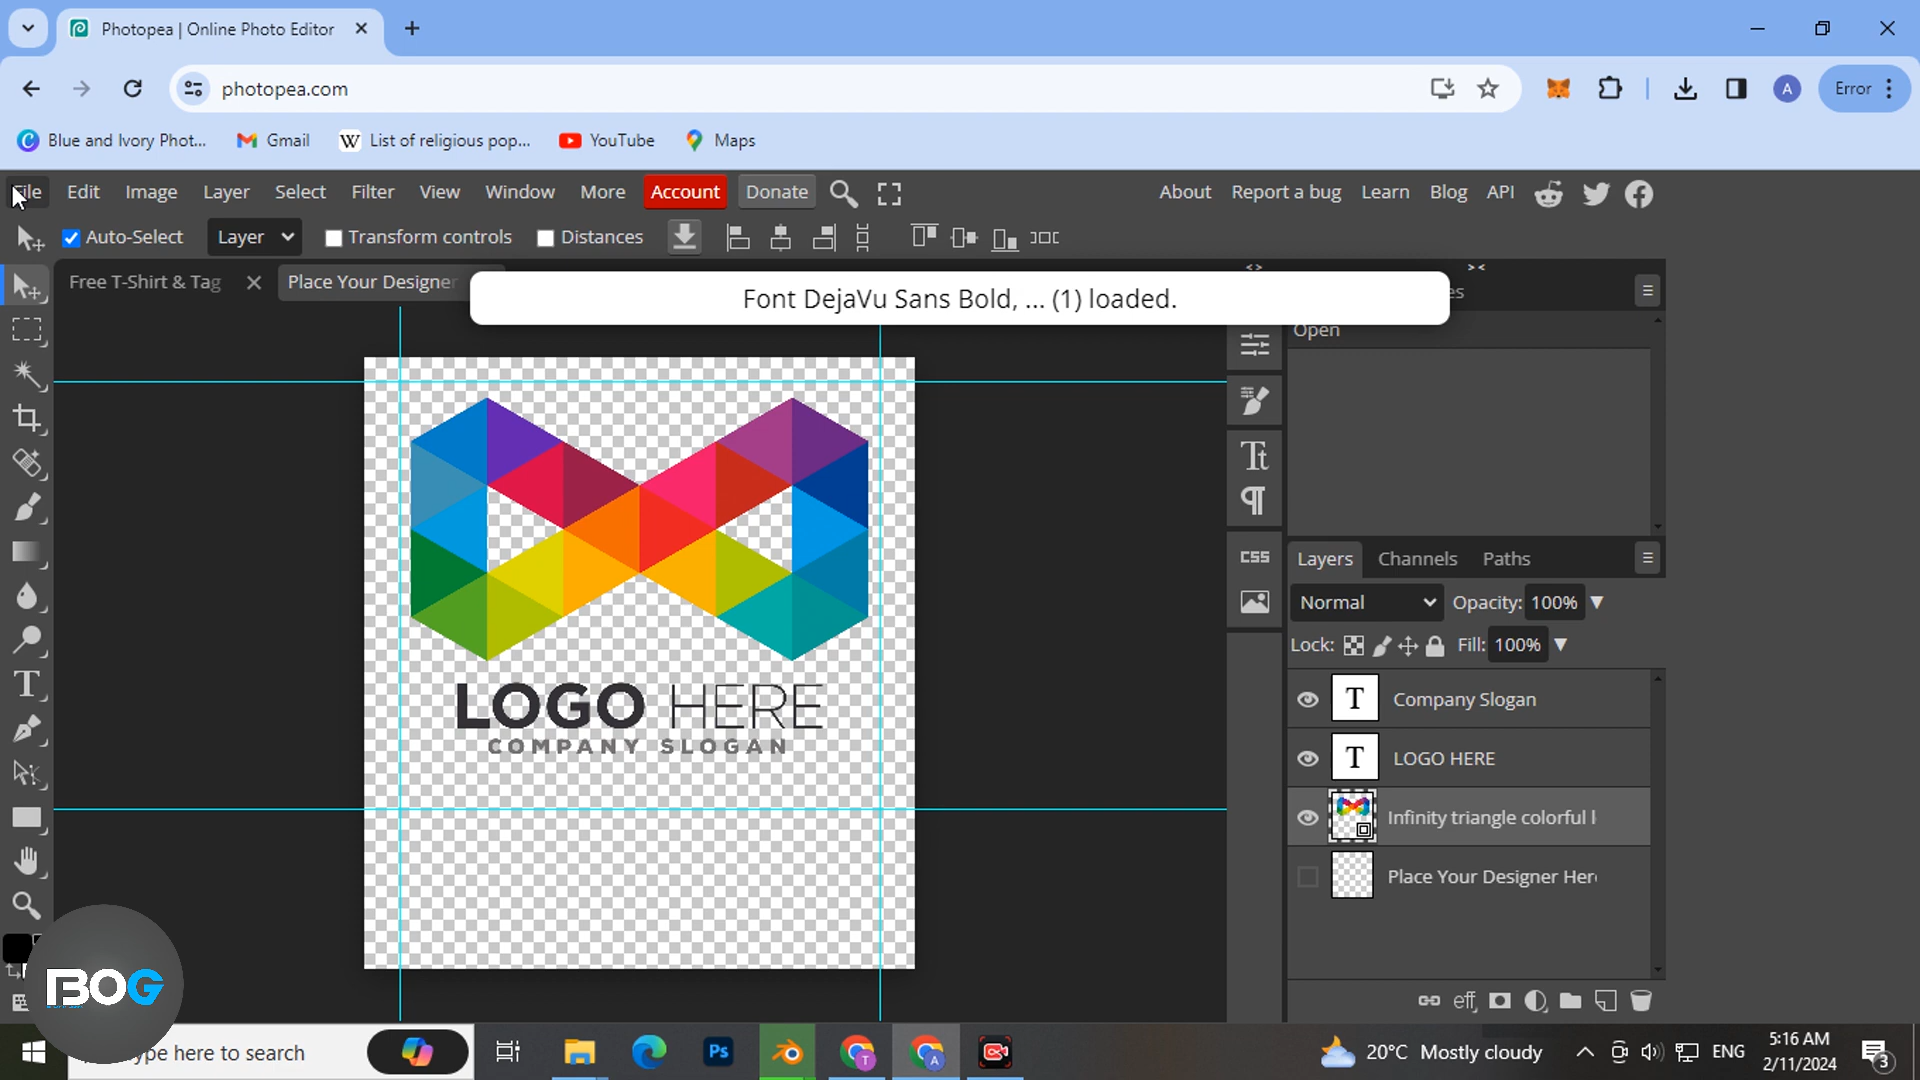 Photopea | Online Photo Editor
photopea.com
A
Error
Blue and Ivory Phot...
Gmail
List of religious pop...
YouTube
Maps
File Edit Image Layer Select Filter View Window More Account Donate
About Report a bug Learn Blog API
Auto-Select Layer Transform controls Distances
Free T-Shirt & Tag
Place Your Designer
Font DejaVu Sans Bold, ... (1) loaded.
Open
LOGO HERE
COMPANY SLOGAN
CSS
Layers Channels Paths
Normal Opacity: 100%
Lock: Fill: 100%
T Company Slogan
T LOGO HERE
Infinity triangle colorful l
Place Your Designer Her
eff
BOG
ype here to search
Ps
T
A
20°C Mostly cloudy
ENG
5:16 AM
2/11/2024
3